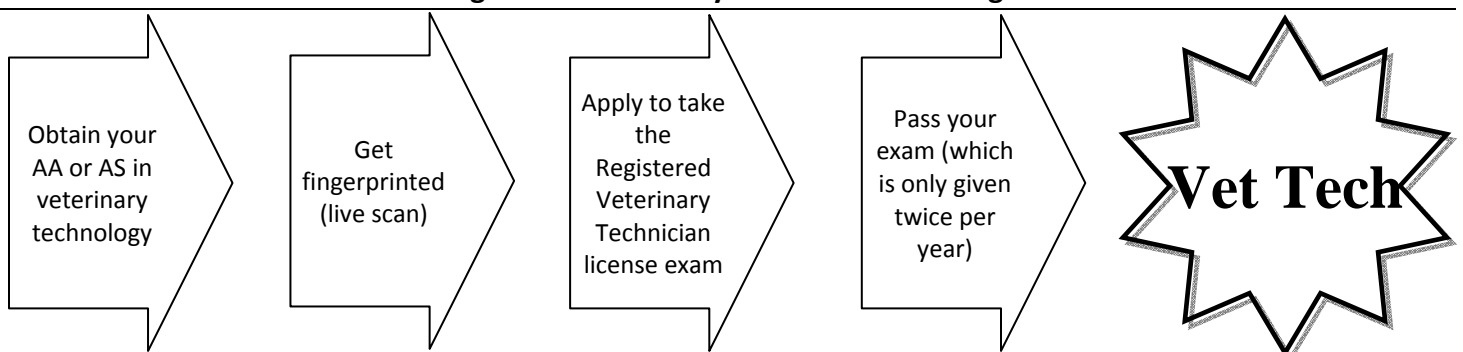 Obtain your
AA or AS in
veterinary
technology
Get
fingerprinted
(live scan)
Apply to take
the
Registered
Veterinary
Technician
license exam
Pass your
exam (which
is only given
twice per
year)
Vet Tech